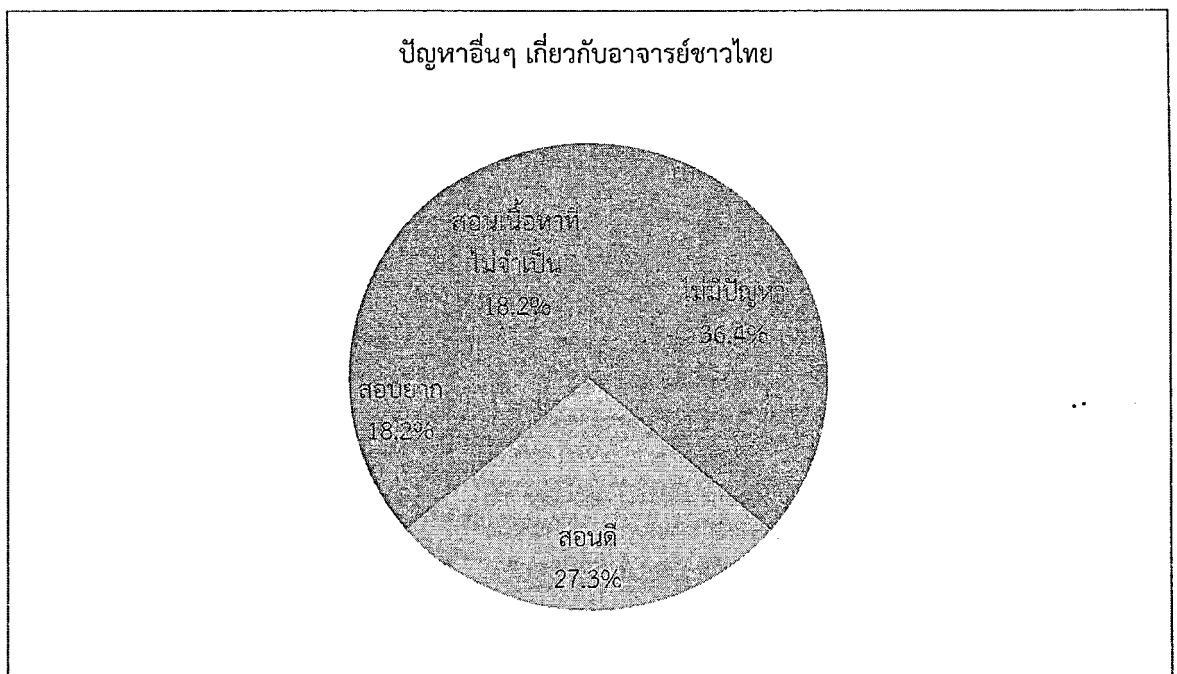 ปัญหาอื่นๆ เกี่ยวกับอาจารย์ชาวไทย
สอนเนื้อหาที่
ไม่จำเป็น
18.2%
ไม่มีปัญหา
36.4%
สอบยาก
18.2%
สอนดี
27.3%